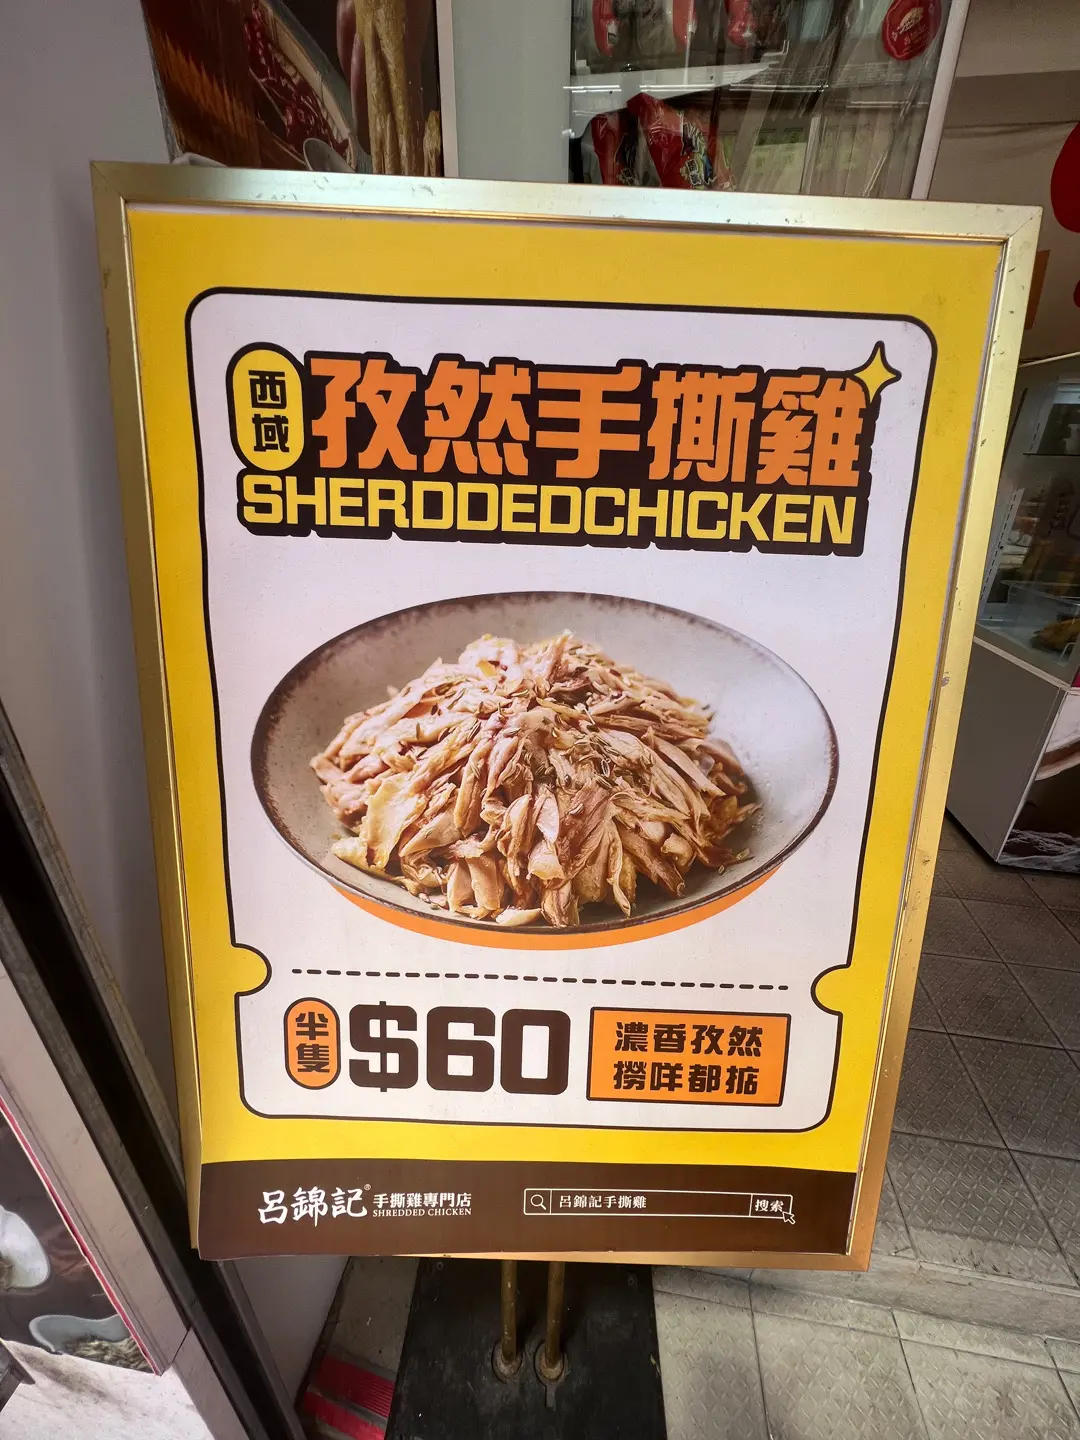 西域
孜然手撕雞
SHERDDEDCHICKEN
半隻
$60
濃香孜然
撈咩都掂
呂錦記®
手撕雞專門店
SHREDDED CHICKEN
呂錦記手撕雞
搜索